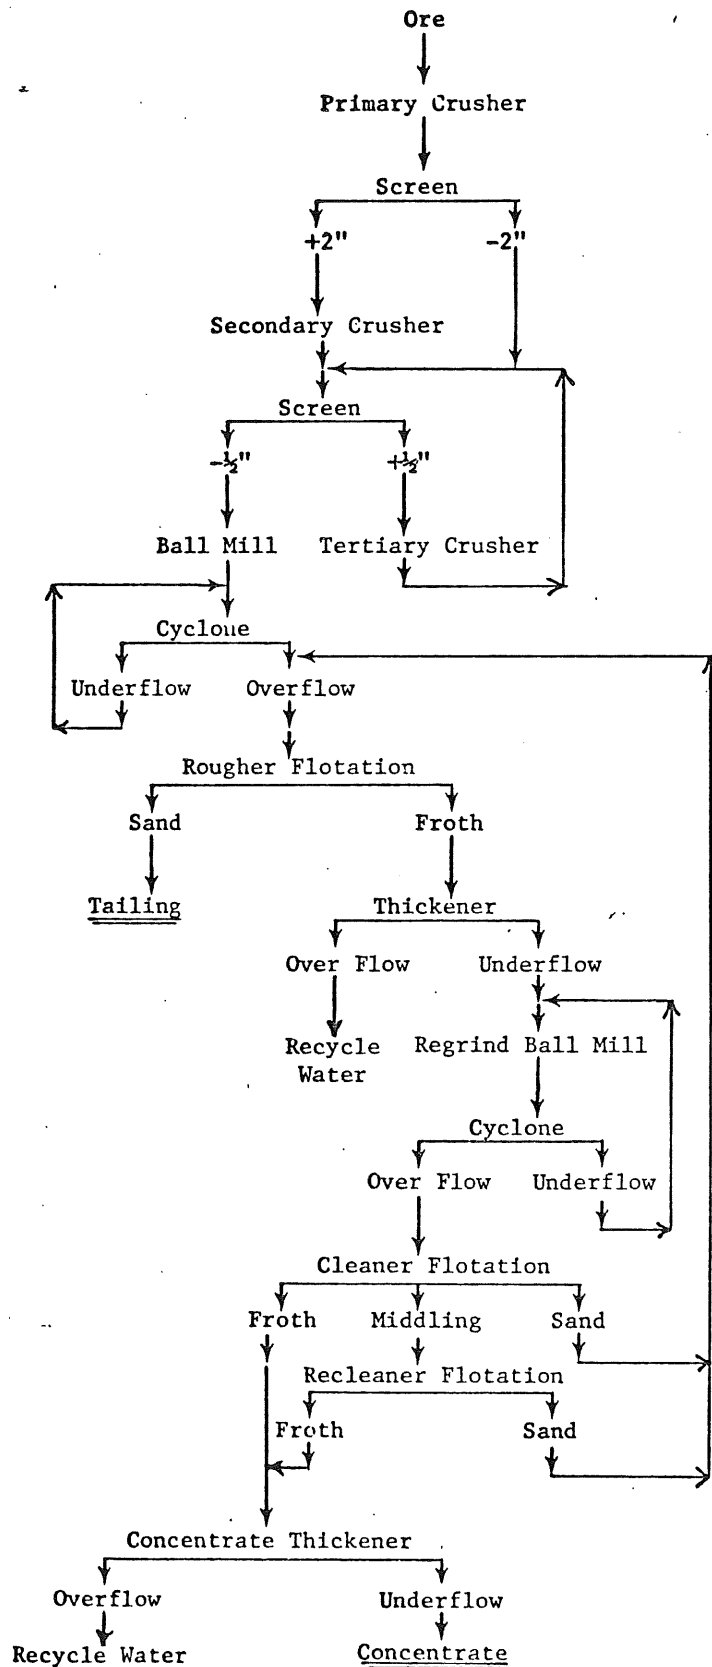 Ore
Primary Crusher
Screen
+2" -2"
Secondary Crusher
Screen
-½" +½"
Ball Mill Tertiary Crusher
Cyclone
Underflow Overflow
Rougher Flotation
Sand Froth
Tailing Thickener
Over Flow Underflow
Recycle Regrind Ball Mill
Water
Cyclone
Over Flow Underflow
Cleaner Flotation
Froth Middling Sand
Recleaner Flotation
Froth Sand
Concentrate Thickener
Overflow Underflow
Recycle Water Concentrate